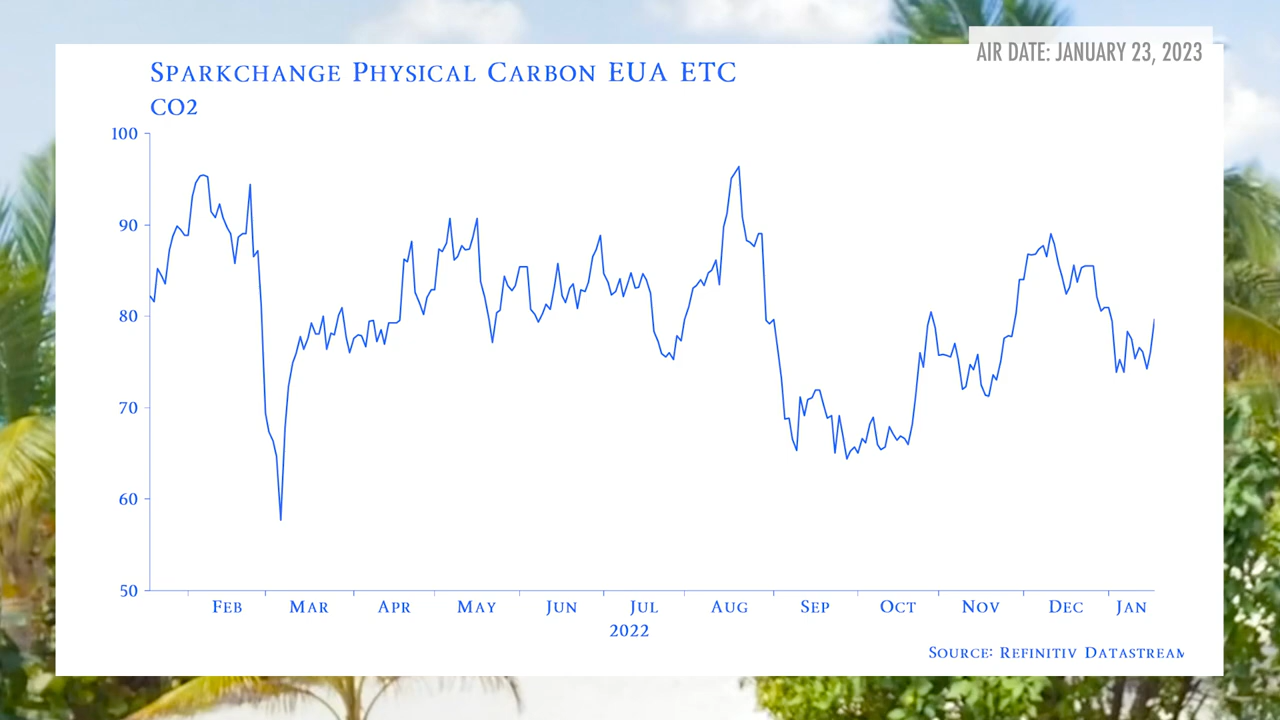 AIR DATE: JANUARY 23, 2023
SPARKCHANGE PHYSICAL CARBON EUA ETC
CO2
100
90
80
70
60
50
FEB MAR APR MAY JUN JUL AUG SEP OCT NOV DEC JAN
2022
SOURCE: REFINITIV DATASTREAM